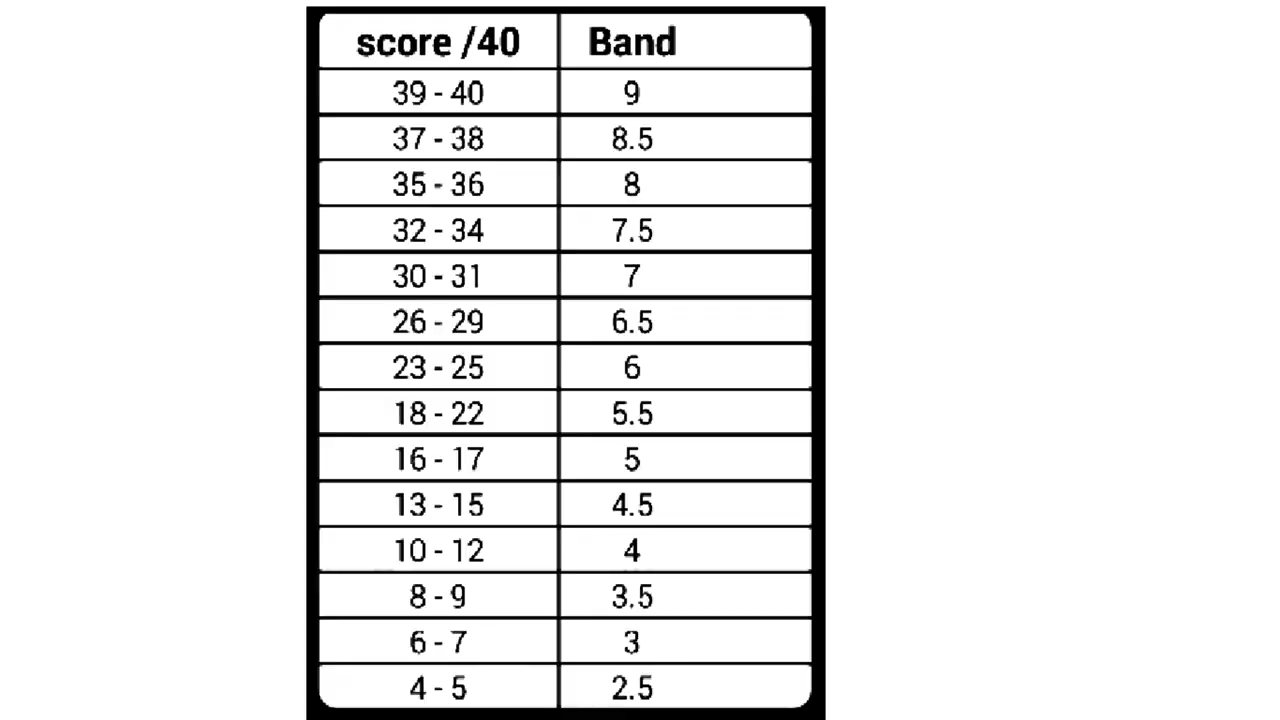 score /40 Band
39 - 40 9
37 - 38 8.5
35 - 36 8
32 - 34 7.5
30 - 31 7
26 - 29 6.5
23 - 25 6
18 - 22 5.5
16 - 17 5
13 - 15 4.5
10 - 12 4
8 - 9 3.5
6 - 7 3
4 - 5 2.5